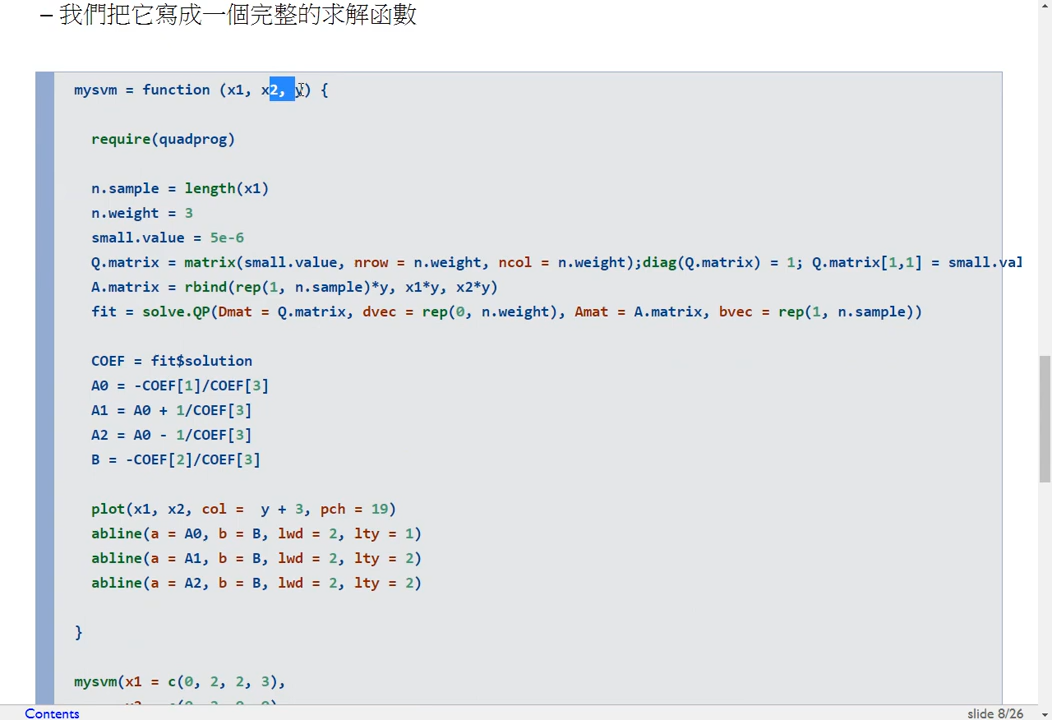 – 我們把它寫成一個完整的求解函數
mysvm = function (x1, x2, y) {
require(quadprog)
n.sample = length(x1)
n.weight = 3
small.value = 5e-6
Q.matrix = matrix(small.value, nrow = n.weight, ncol = n.weight);diag(Q.matrix) = 1; Q.matrix[1,1] = small.val
A.matrix = rbind(rep(1, n.sample)*y, x1*y, x2*y)
fit = solve.QP(Dmat = Q.matrix, dvec = rep(0, n.weight), Amat = A.matrix, bvec = rep(1, n.sample))
COEF = fit$solution
A0 = -COEF[1]/COEF[3]
A1 = A0 + 1/COEF[3]
A2 = A0 - 1/COEF[3]
B = -COEF[2]/COEF[3]
plot(x1, x2, col =  y + 3, pch = 19)
abline(a = A0, b = B, lwd = 2, lty = 1)
abline(a = A1, b = B, lwd = 2, lty = 2)
abline(a = A2, b = B, lwd = 2, lty = 2)
}
mysvm(x1 = c(0, 2, 2, 3),
Contents
slide 8/26